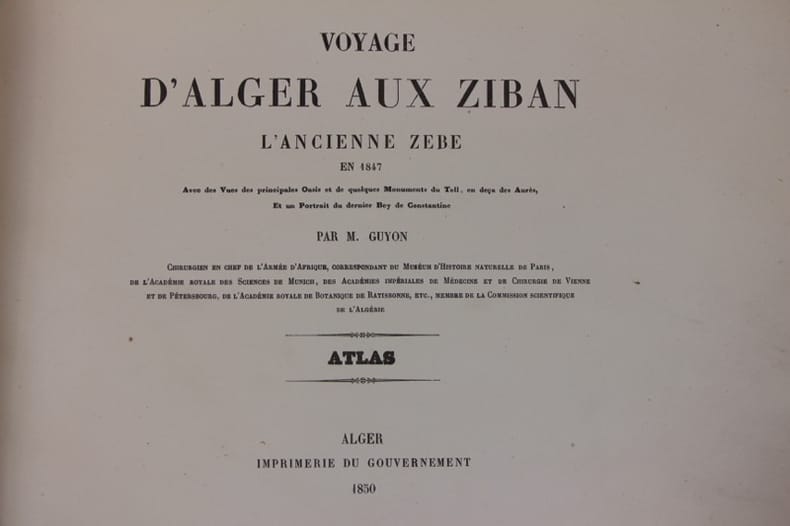 VOYAGE
D'ALGER AUX ZIBAN
L'ANCIENNE ZEBE
EN 1847
Avec des Vues des principales Oasis et de quelques Monuments du Tell, en deça des Aurès,
Et un Portrait du dernier Bey de Constantine
PAR M. GUYON
CHIRURGIEN EN CHEF DE L'ARMÉE D'AFRIQUE, CORRESPONDANT DU MUSÉUM D'HISTOIRE NATURELLE DE PARIS,
DE L'ACADÉMIE ROYALE DES SCIENCES DE MUNICH, DES ACADÉMIES IMPÉRIALES DE MÉDECINE ET DE CHIRURGIE DE VIENNE
ET DE PÉTERSBOURG, DE L'ACADÉMIE ROYALE DE BOTANIQUE DE RATISBONNE, ETC., MEMBRE DE LA COMMISSION SCIENTIFIQUE
DE L'ALGÉRIE
ATLAS
ALGER
IMPRIMERIE DU GOUVERNEMENT
1850